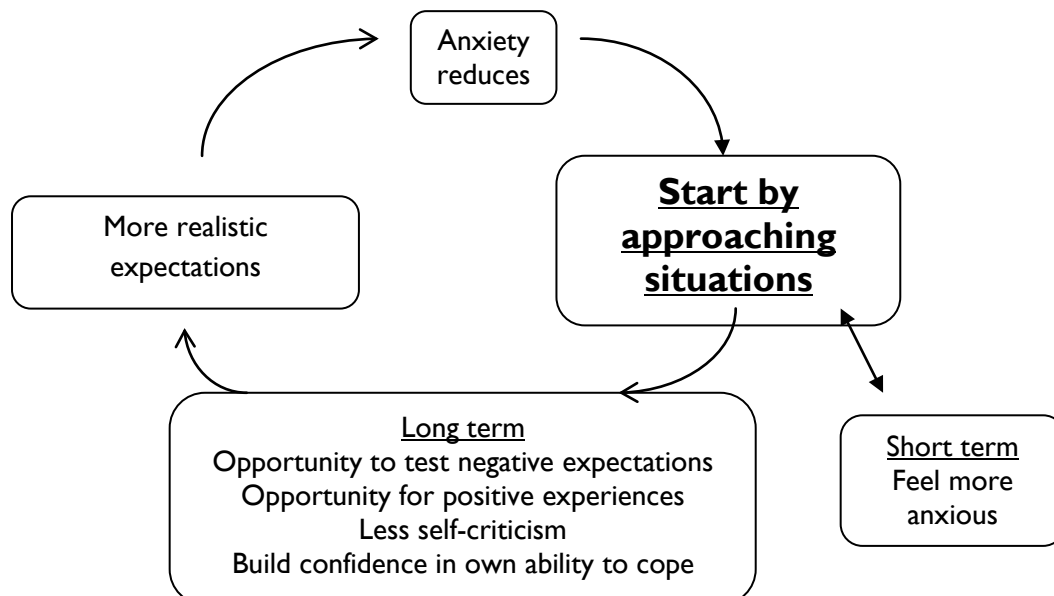 Anxiety
reduces
Start by
approaching
situations
More realistic
expectations
Long term
Opportunity to test negative expectations
Opportunity for positive experiences
Less self-criticism
Build confidence in own ability to cope
Short term
Feel more
anxious